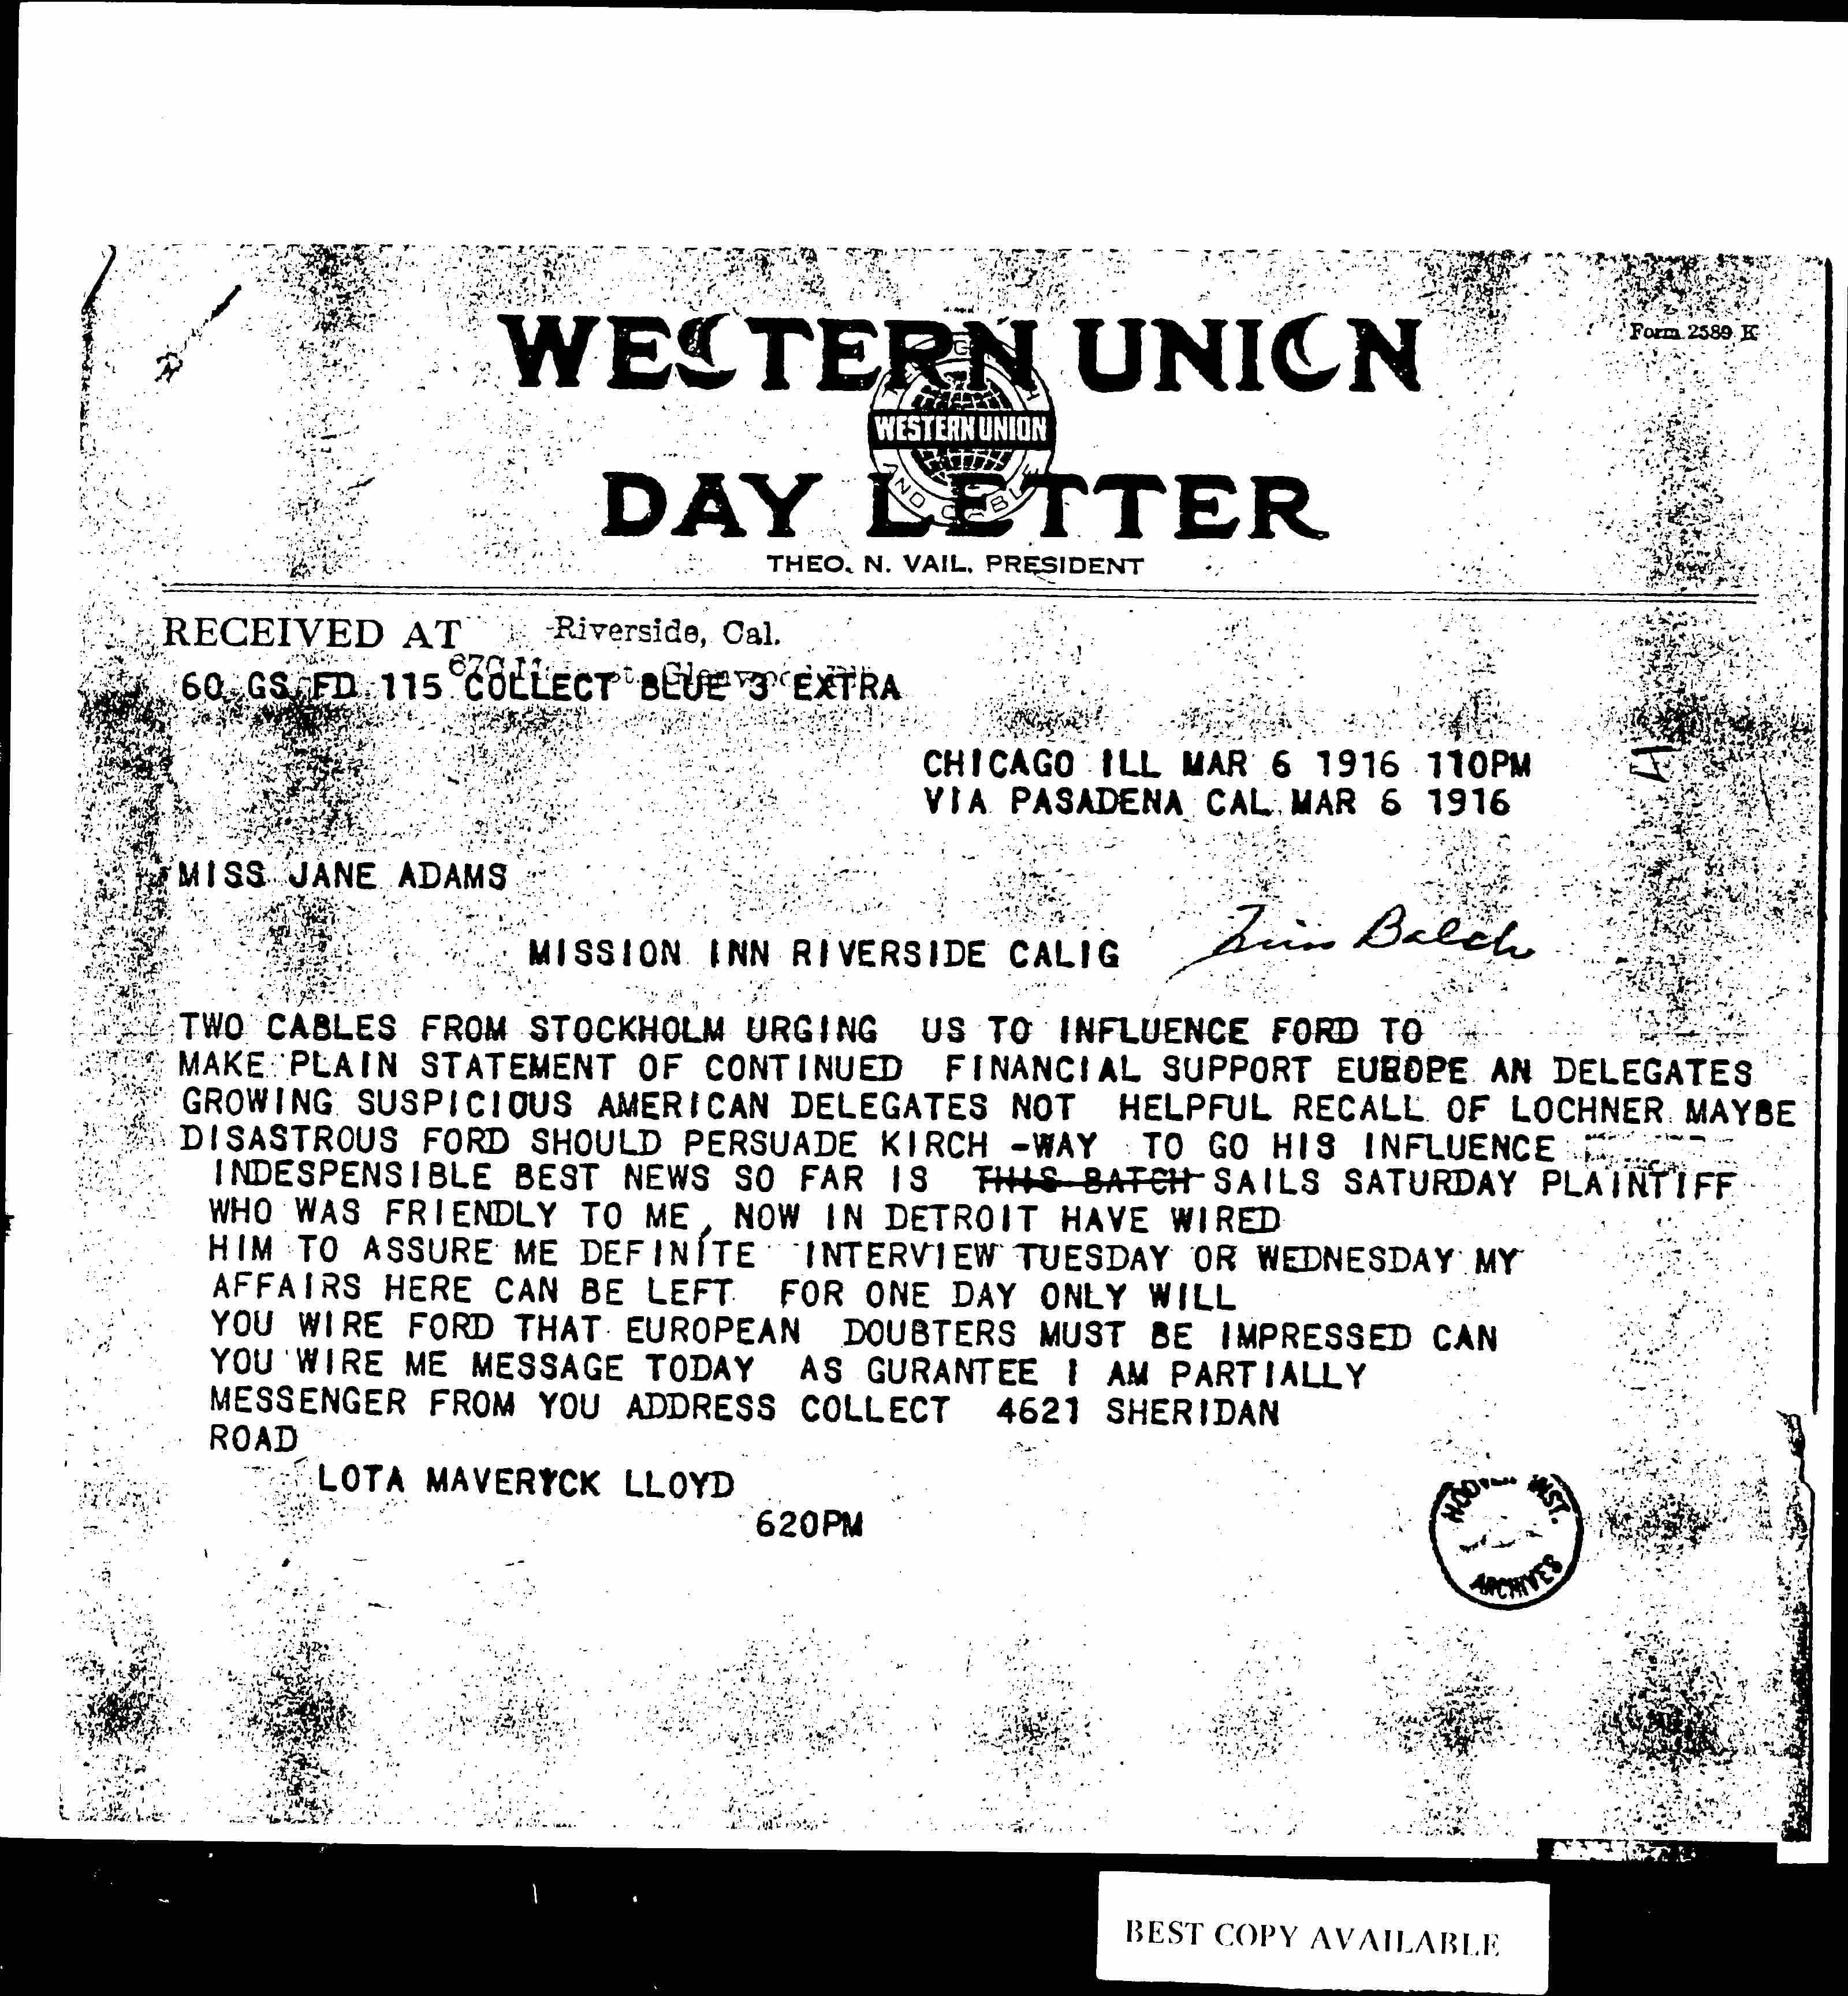 WESTERN UNION
Form 2589 K
WESTERN UNION
DAY LETTER
THEO. N. VAIL, PRESIDENT
RECEIVED AT Riverside, Cal.
60 GS FD 115 COLLECT BLUE 3 EXTRA
CHICAGO ILL MAR 6 1916 110PM
VIA PASADENA CAL MAR 6 1916
MISS JANE ADAMS
MISSION INN RIVERSIDE CALIG
Balch
TWO CABLES FROM STOCKHOLM URGING US TO INFLUENCE FORD TO
MAKE PLAIN STATEMENT OF CONTINUED FINANCIAL SUPPORT EUROPE AN DELEGATES
GROWING SUSPICIOUS AMERICAN DELEGATES NOT HELPFUL RECALL OF LOCHNER MAYBE
DISASTROUS FORD SHOULD PERSUADE KIRCH -WAY TO GO HIS INFLUENCE
INDESPENSIBLE BEST NEWS SO FAR IS THIS BATCH SAILS SATURDAY PLAINTIFF
WHO WAS FRIENDLY TO ME, NOW IN DETROIT HAVE WIRED
HIM TO ASSURE ME DEFINITE INTERVIEW TUESDAY OR WEDNESDAY MY
AFFAIRS HERE CAN BE LEFT FOR ONE DAY ONLY WILL
YOU WIRE FORD THAT EUROPEAN DOUBTERS MUST BE IMPRESSED CAN
YOU WIRE ME MESSAGE TODAY AS GURANTEE I AM PARTIALLY
MESSENGER FROM YOU ADDRESS COLLECT 4621 SHERIDAN
ROAD
LOTA MAVERYCK LLOYD
620PM
INST.
ARCHIVES
BEST COPY AVAILABLE